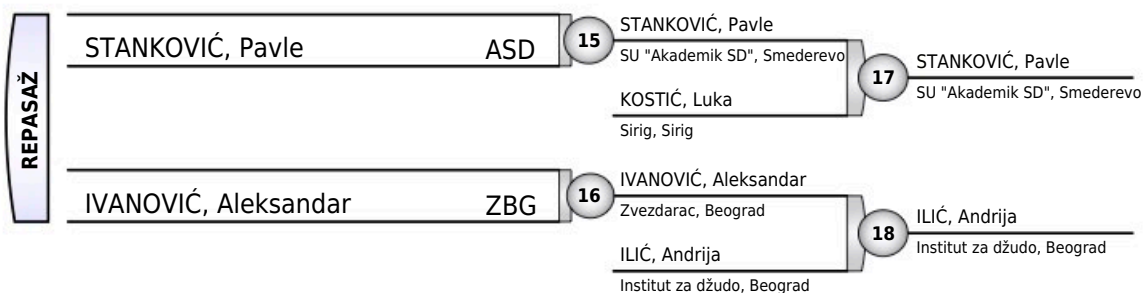 REPASAŽ
STANKOVIĆ, Pavle ASD
15
STANKOVIĆ, Pavle
SU "Akademik SD", Smederevo
KOSTIĆ, Luka
Sirig, Sirig
17
STANKOVIĆ, Pavle
SU "Akademik SD", Smederevo
IVANOVIĆ, Aleksandar ZBG
16
IVANOVIĆ, Aleksandar
Zvezdarac, Beograd
ILIĆ, Andrija
Institut za džudo, Beograd
18
ILIĆ, Andrija
Institut za džudo, Beograd